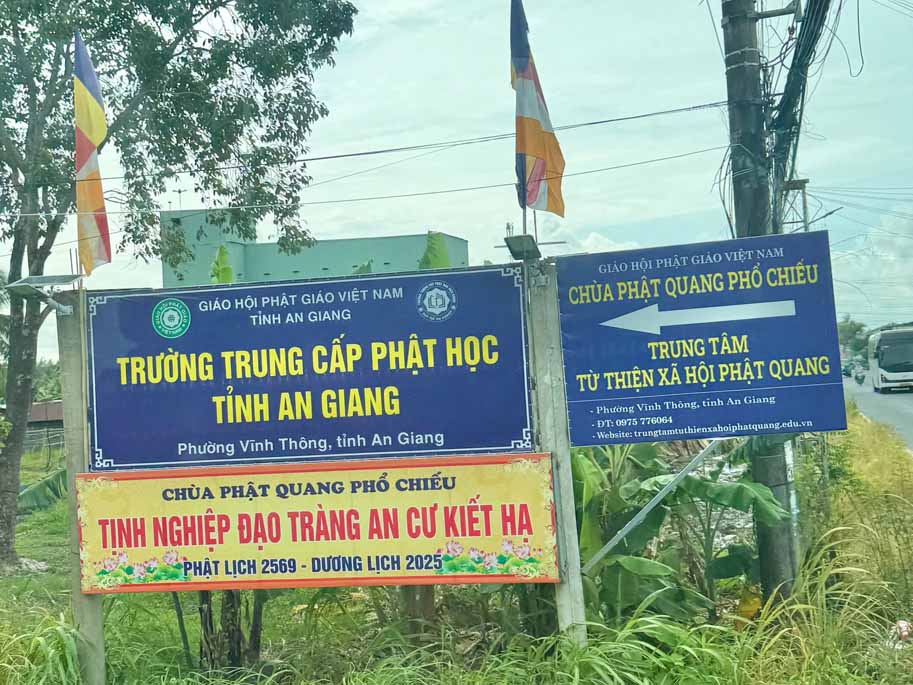 GIÁO HỘI PHẬT GIÁO VIỆT NAM
TỈNH AN GIANG
TRƯỜNG TRUNG CẤP PHẬT HỌC
TỈNH AN GIANG
Phường Vĩnh Thông, tỉnh An Giang
CHÙA PHẬT QUANG PHỔ CHIẾU
TỊNH NGHIỆP ĐẠO TRÀNG AN CƯ KIẾT HẠ
PHẬT LỊCH 2569 - DƯƠNG LỊCH 2025
GIÁO HỘI PHẬT GIÁO VIỆT NAM
CHÙA PHẬT QUANG PHỔ CHIẾU
TRUNG TÂM
TỪ THIỆN XÃ HỘI PHẬT QUANG
- Phường Vĩnh Thông, tỉnh An Giang
- ĐT: 0975 776064
- Website: trungtamtuthienxahoiphatquang.edu.vn